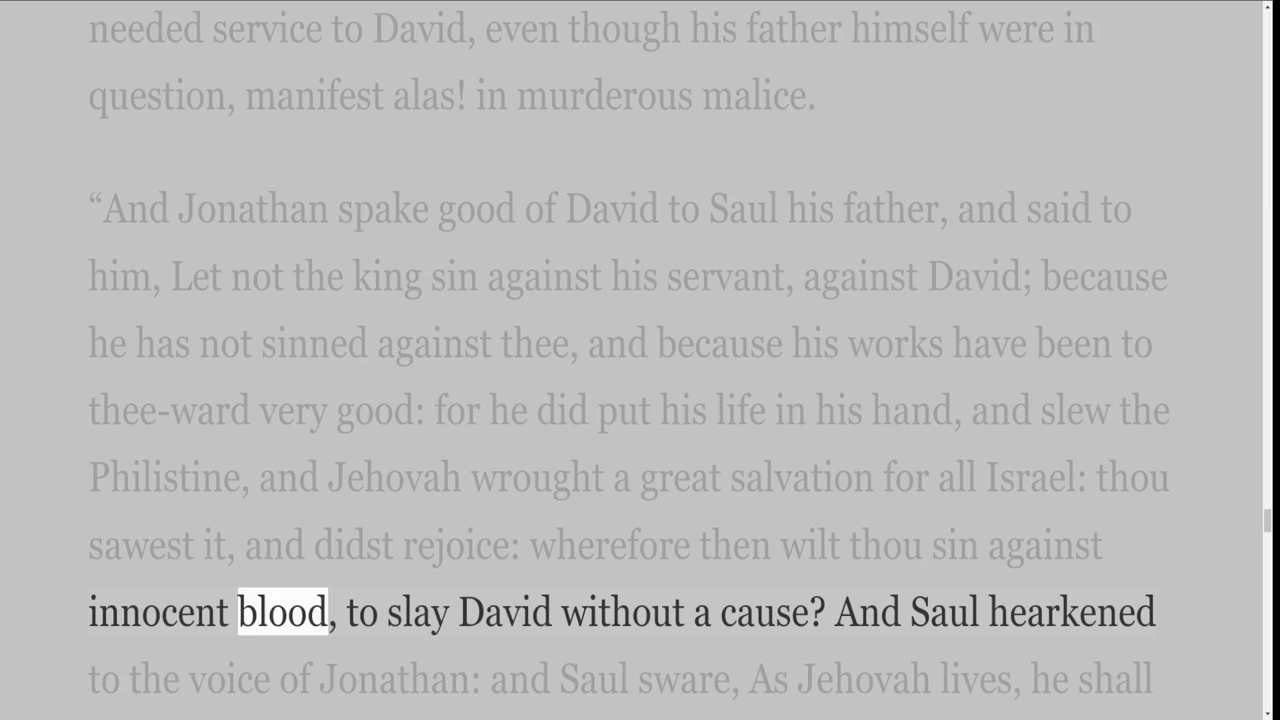 needed service to David, even though his father himself were in
question, manifest alas! in murderous malice.
“And Jonathan spake good of David to Saul his father, and said to
him, Let not the king sin against his servant, against David; because
he has not sinned against thee, and because his works have been to
thee-ward very good: for he did put his life in his hand, and slew the
Philistine, and Jehovah wrought a great salvation for all Israel: thou
sawest it, and didst rejoice: wherefore then wilt thou sin against
innocent blood, to slay David without a cause? And Saul hearkened
to the voice of Jonathan: and Saul sware, As Jehovah lives, he shall